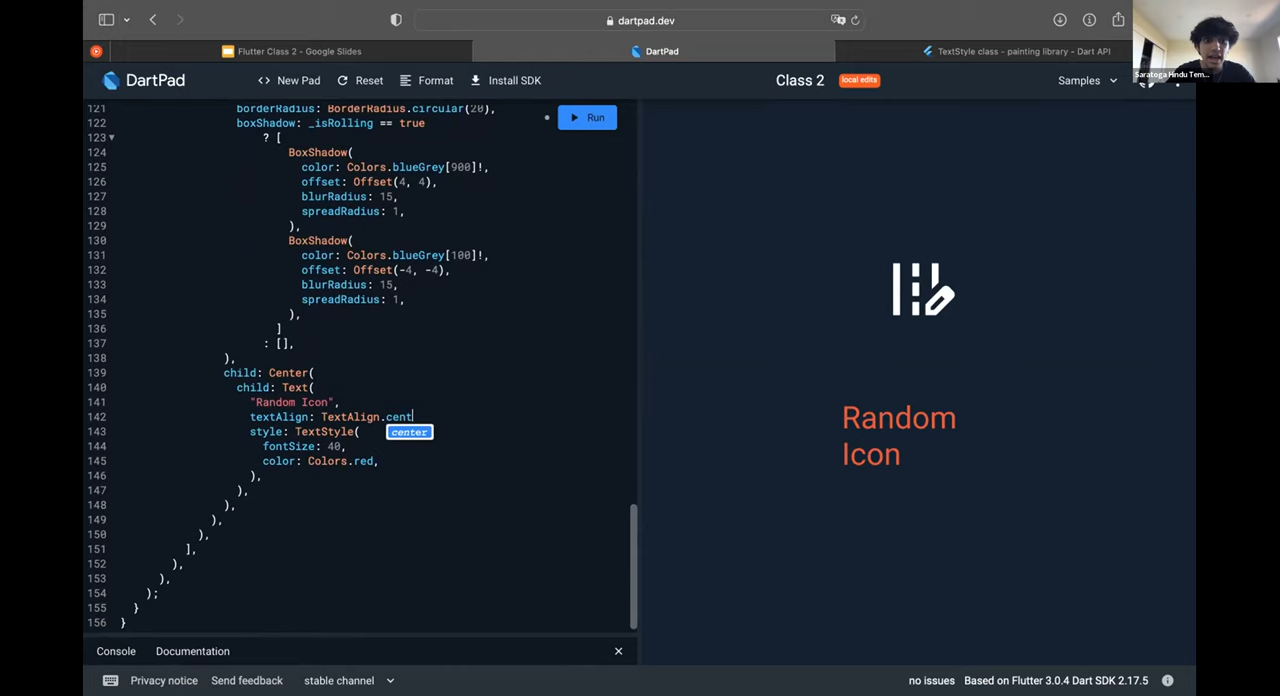 dartpad.dev
Flutter Class 2 - Google Slides
DartPad
TextStyle class - painting library - Dart API
Saratoga Hindu Tem...
DartPad
<> New Pad
Reset
Format
Install SDK
Class 2
local edits
Samples
Run
121 borderRadius: BorderRadius.circular(20),
122 boxShadow: _isRolling == true
123 ? [
124 BoxShadow(
125 color: Colors.blueGrey[900]!,
126 offset: Offset(4, 4),
127 blurRadius: 15,
128 spreadRadius: 1,
129 ),
130 BoxShadow(
131 color: Colors.blueGrey[100]!,
132 offset: Offset(-4, -4),
133 blurRadius: 15,
134 spreadRadius: 1,
135 ),
136 ]
137 : [],
138 ),
139 child: Center(
140 child: Text(
141 "Random Icon",
142 textAlign: TextAlign.cent
143 style: TextStyle(
center
144 fontSize: 40,
145 color: Colors.red,
146 ),
147 ),
148 ),
149 ),
150 ),
151 ],
152 ),
153 ),
154 );
155 }
156 }
Random
Icon
Console
Documentation
Privacy notice
Send feedback
stable channel
no issues
Based on Flutter 3.0.4 Dart SDK 2.17.5